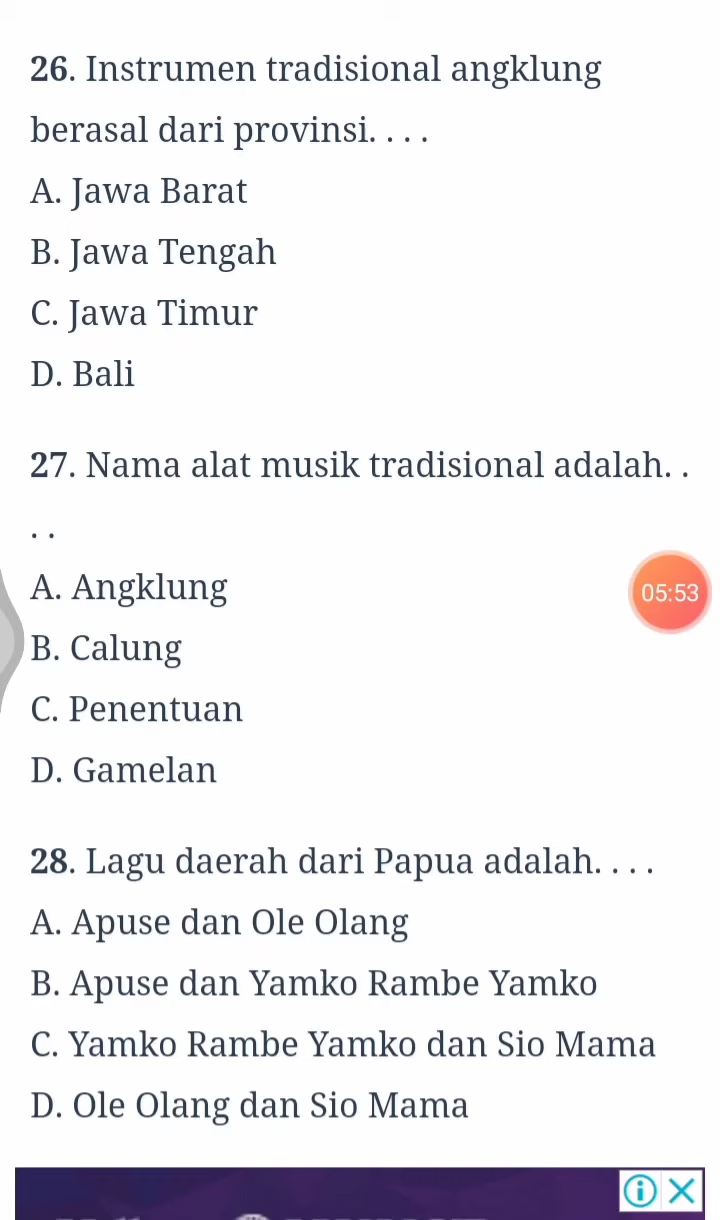 26. Instrumen tradisional angklung
berasal dari provinsi. . . .
A. Jawa Barat
B. Jawa Tengah
C. Jawa Timur
D. Bali
27. Nama alat musik tradisional adalah. .
. .
A. Angklung
05:53
B. Calung
C. Penentuan
D. Gamelan
28. Lagu daerah dari Papua adalah. . . .
A. Apuse dan Ole Olang
B. Apuse dan Yamko Rambe Yamko
C. Yamko Rambe Yamko dan Sio Mama
D. Ole Olang dan Sio Mama